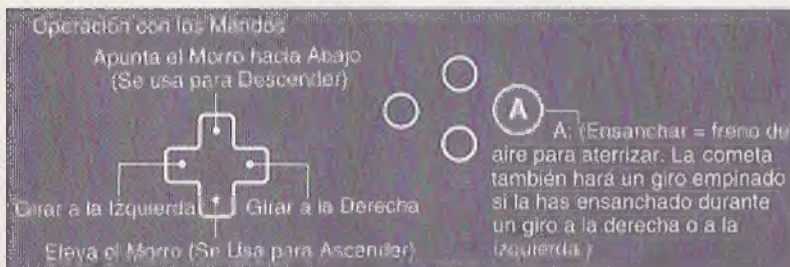 Operación con los Mandos
Apunta el Morro hacia Abajo
(Se usa para Descender)
Girar a la Izquierda
Girar a la Derecha
Eleva el Morro (Se Usa para Ascender)
A
A: (Ensanchar = freno de
aire para aterrizar. La cometa
también hará un giro empinado
si la has ensanchado durante
un giro a la derecha o a la
izquierda.)